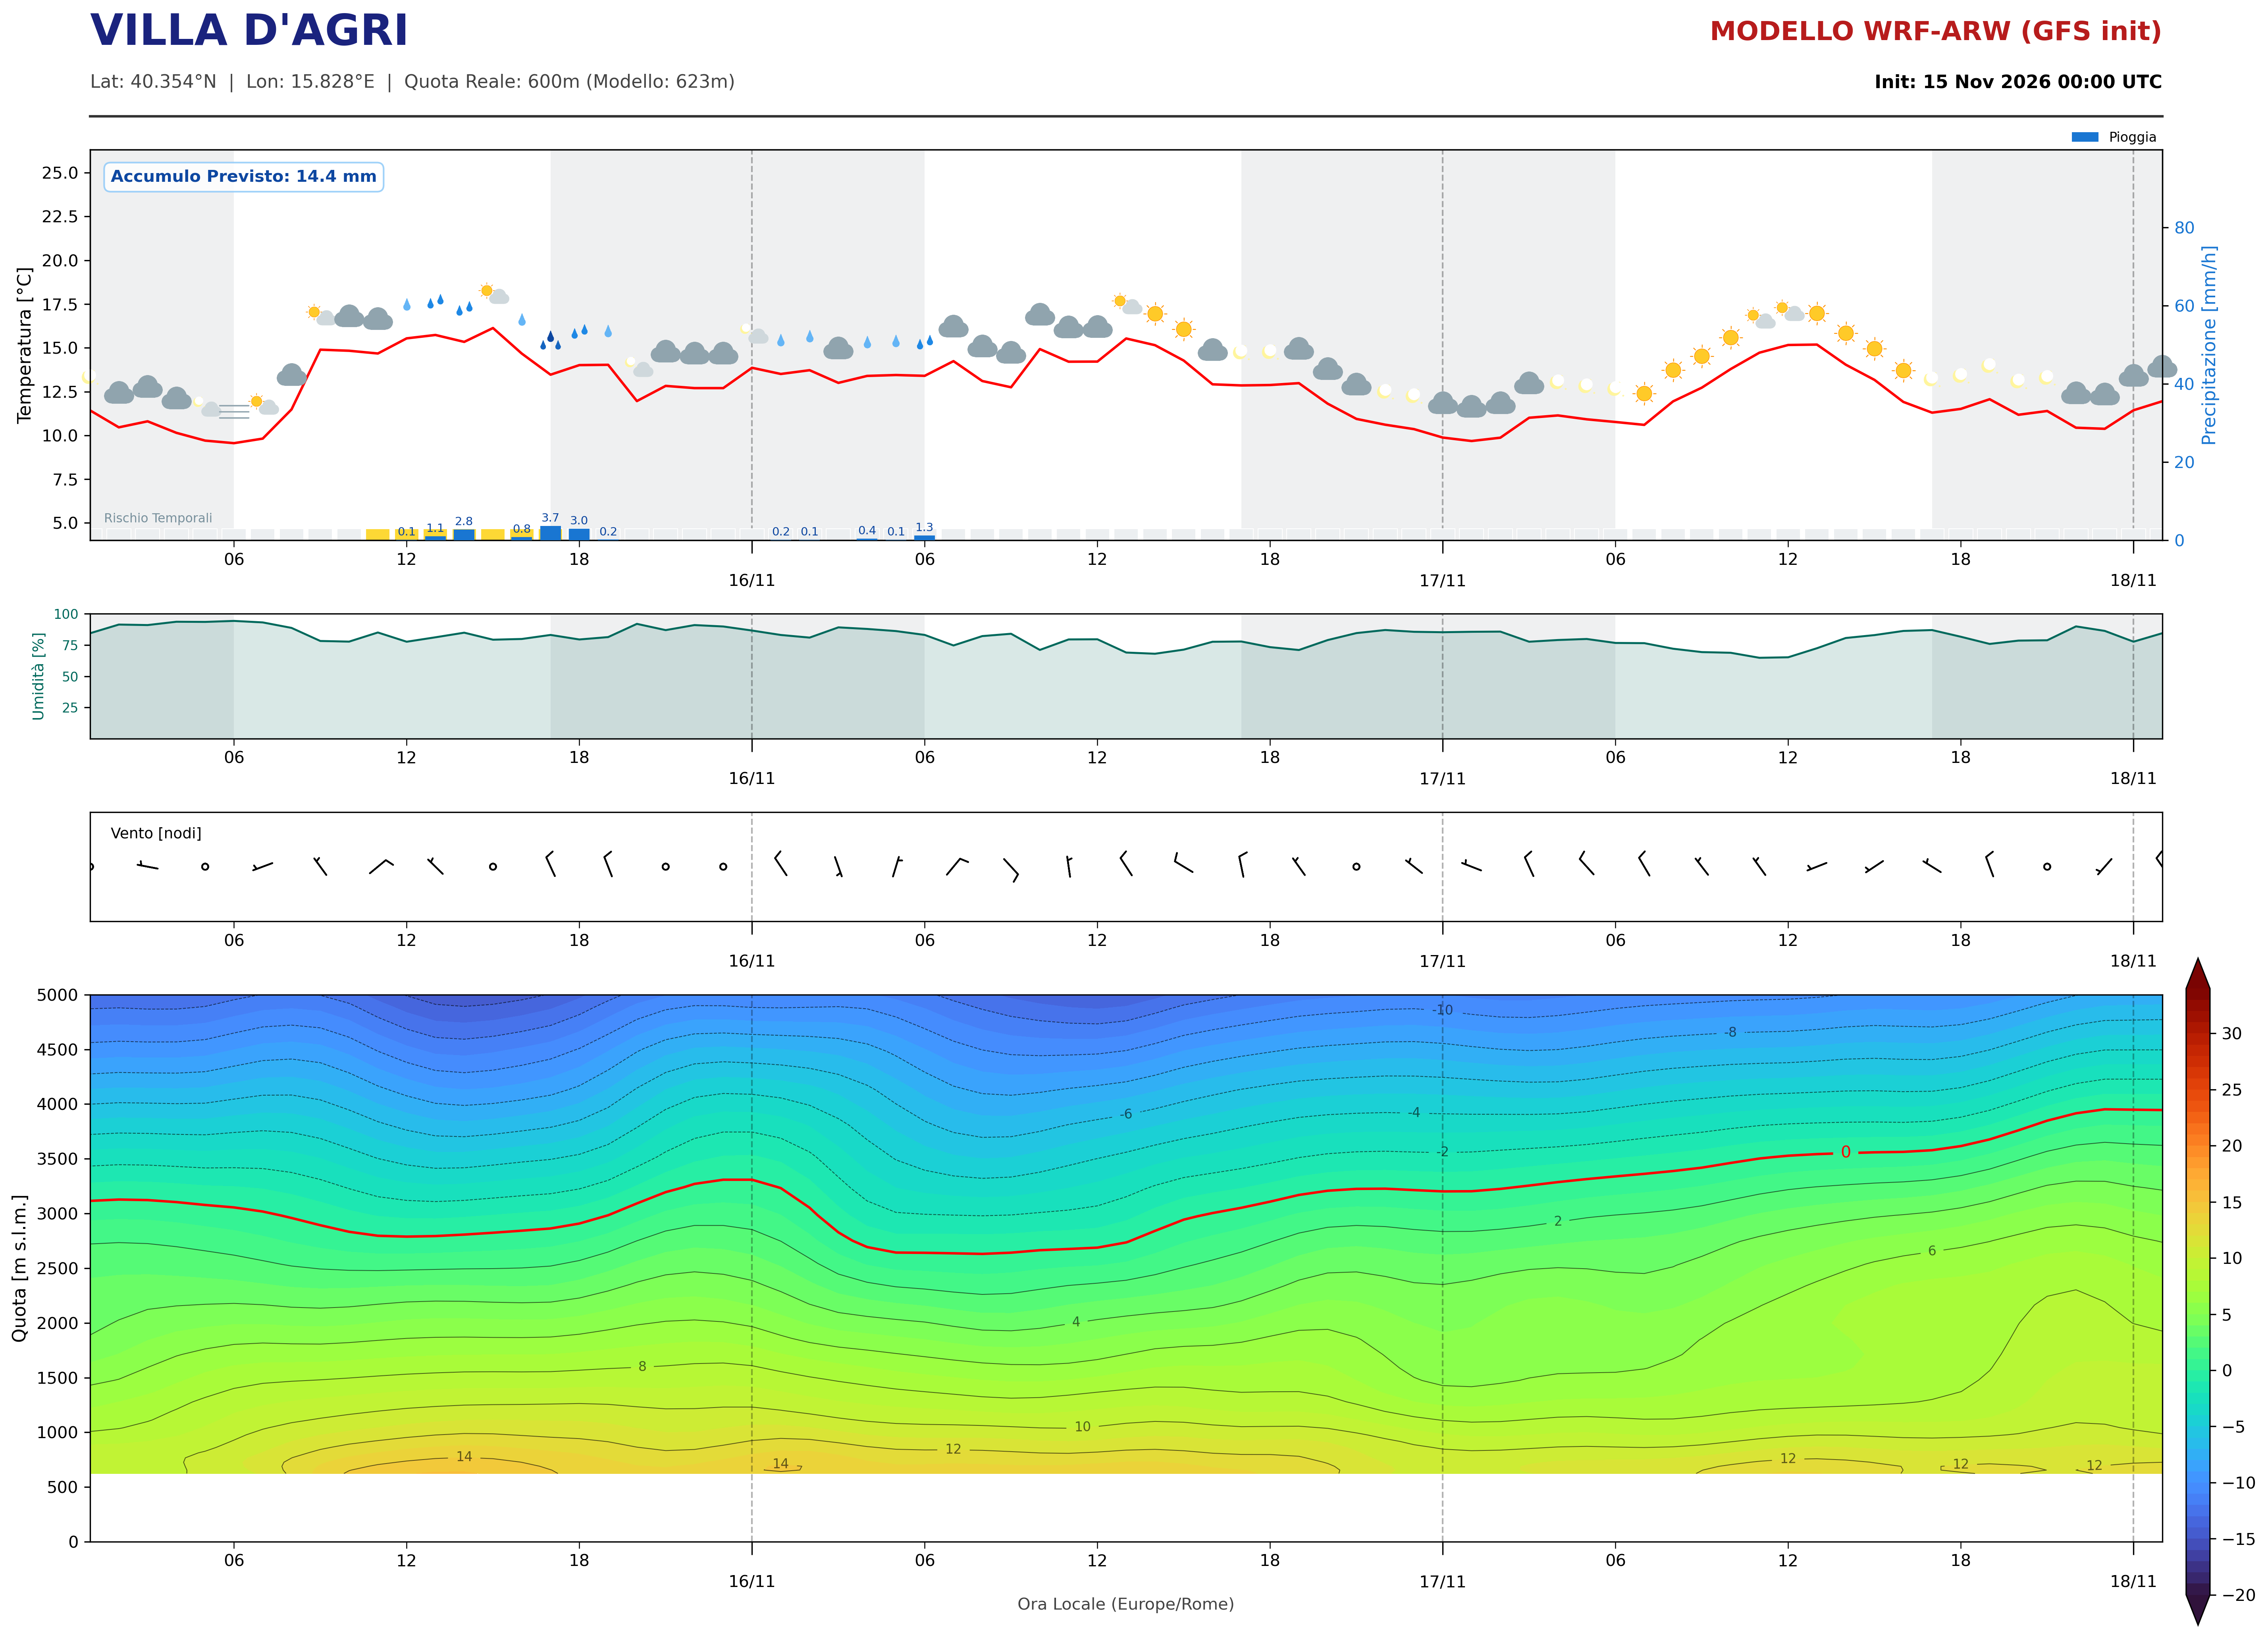 VILLA D'AGRI
MODELLO WRF-ARW (GFS init)
Lat: 40.354°N | Lon: 15.828°E | Quota Reale: 600m (Modello: 623m)
Init: 15 Nov 2026 00:00 UTC
Pioggia
Accumulo Previsto: 14.4 mm
Temperatura [°C]
25.0
22.5
20.0
17.5
15.0
12.5
10.0
7.5
5.0
Precipitazione [mm/h]
80
60
40
20
0
Rischio Temporali
0.1 1.1 2.8 0.8 3.7 3.0 0.2 0.2 0.1 0.4 0.1 1.3
06 12 18 06 12 18 06 12 18
16/11 17/11 18/11
Umidità [%]
100
75
50
25
06 12 18 06 12 18 06 12 18
16/11 17/11 18/11
Vento [nodi]
06 12 18 06 12 18 06 12 18
16/11 17/11 18/11
Quota [m s.l.m.]
5000
4500
4000
3500
3000
2500
2000
1500
1000
500
0
-10
-8
-6
-4
-2
0
2
6
4
8
10
14
14
12
12
12
12
30
25
20
15
10
5
0
−5
−10
−15
−20
06 12 18 06 12 18 06 12 18
16/11 17/11 18/11
Ora Locale (Europe/Rome)